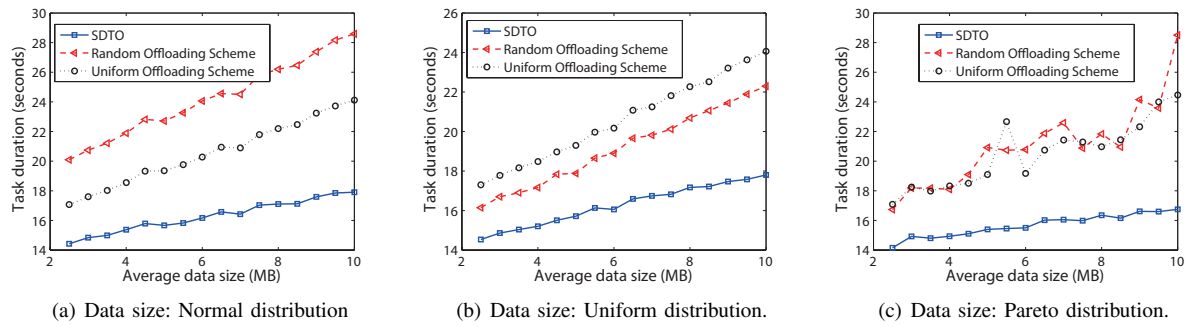 30
28
26
24
22
20
18
16
14
2
4
6
8
10
Task duration (seconds)
Average data size (MB)
SDTO
Random Offloading Scheme
Uniform Offloading Scheme
(a) Data size: Normal distribution
26
24
22
20
18
16
14
2
4
6
8
10
Task duration (seconds)
Average data size (MB)
SDTO
Random Offloading Scheme
Uniform Offloading Scheme
(b) Data size: Uniform distribution.
30
28
26
24
22
20
18
16
14
2
4
6
8
10
Task duration (seconds)
Average data size (MB)
SDTO
Random Offloading Scheme
Uniform Offloading Scheme
(c) Data size: Pareto distribution.